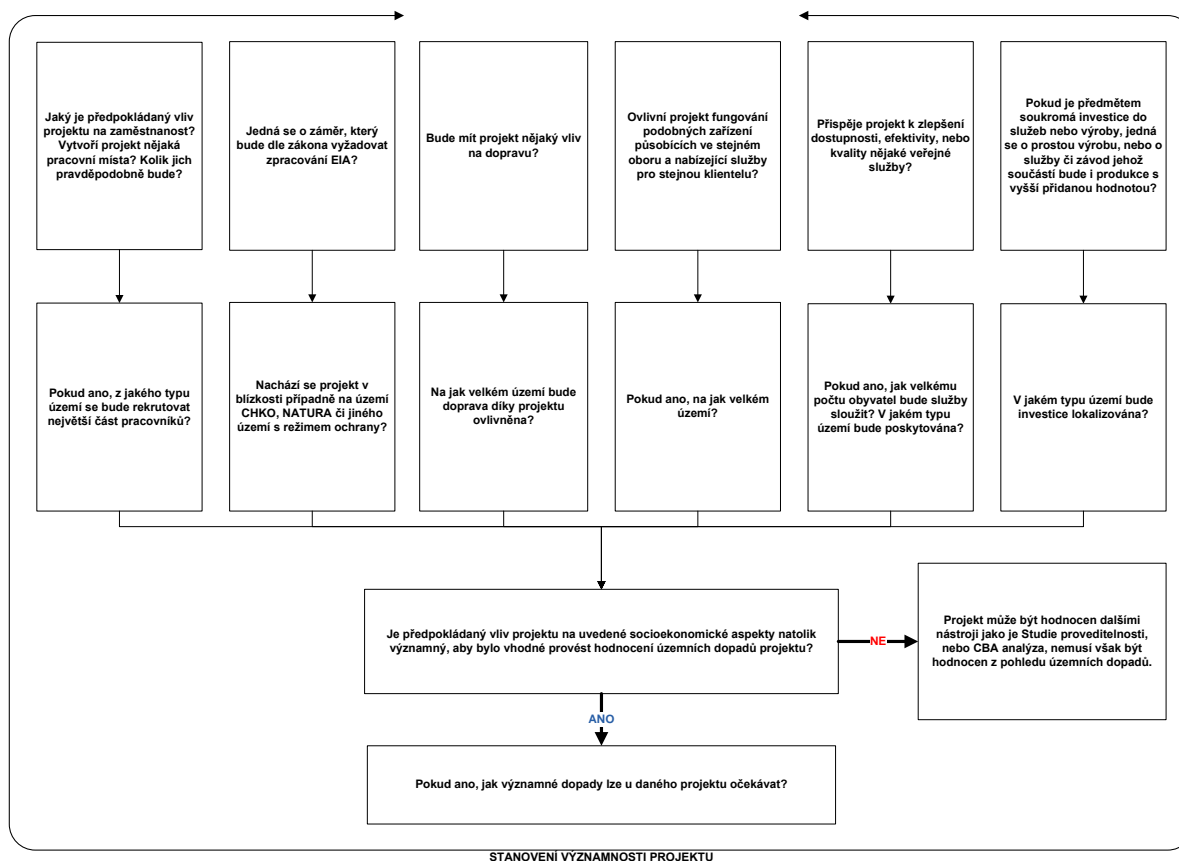 Jaký je předpokládaný vliv
projektu na zaměstnanost?
Vytvoří projekt nějaká
pracovní místa? Kolik jich
pravděpodobně bude?
Jedná se o záměr, který
bude dle zákona vyžadovat
zpracování EIA?
Bude mít projekt nějaký vliv
na dopravu?
Ovlivní projekt fungování
podobných zařízení
působících ve stejném
oboru a nabízející služby
pro stejnou klientelu?
Přispěje projekt k zlepšení
dostupnosti, efektivity, nebo
kvality nějaké veřejné
služby?
Pokud je předmětem
soukromá investice do
služeb nebo výroby, jedná
se o prostou výrobu, nebo o
služby či závod jehož
součástí bude i produkce s
vyšší přidanou hodnotou?
Pokud ano, z jakého typu
území se bude rekrutovat
největší část pracovníků?
Nachází se projekt v
blízkosti případně na území
CHKO, NATURA či jiného
území s režimem ochrany?
Na jak velkém území bude
doprava díky projektu
ovlivněna?
Pokud ano, na jak velkém
území?
Pokud ano, jak velkému
počtu obyvatel bude služby
sloužit? V jakém typu
území bude poskytována?
V jakém typu území bude
investice lokalizována?
Je předpokládaný vliv projektu na uvedené socioekonomické aspekty natolik
významný, aby bylo vhodné provést hodnocení územních dopadů projektu?
NE
Projekt může být hodnocen dalšími
nástroji jako je Studie proveditelnosti,
nebo CBA analýza, nemusí však být
hodnocen z pohledu územních dopadů.
ANO
Pokud ano, jak významné dopady lze u daného projektu očekávat?
STANOVENÍ VÝZNAMNOSTI PROJEKTU